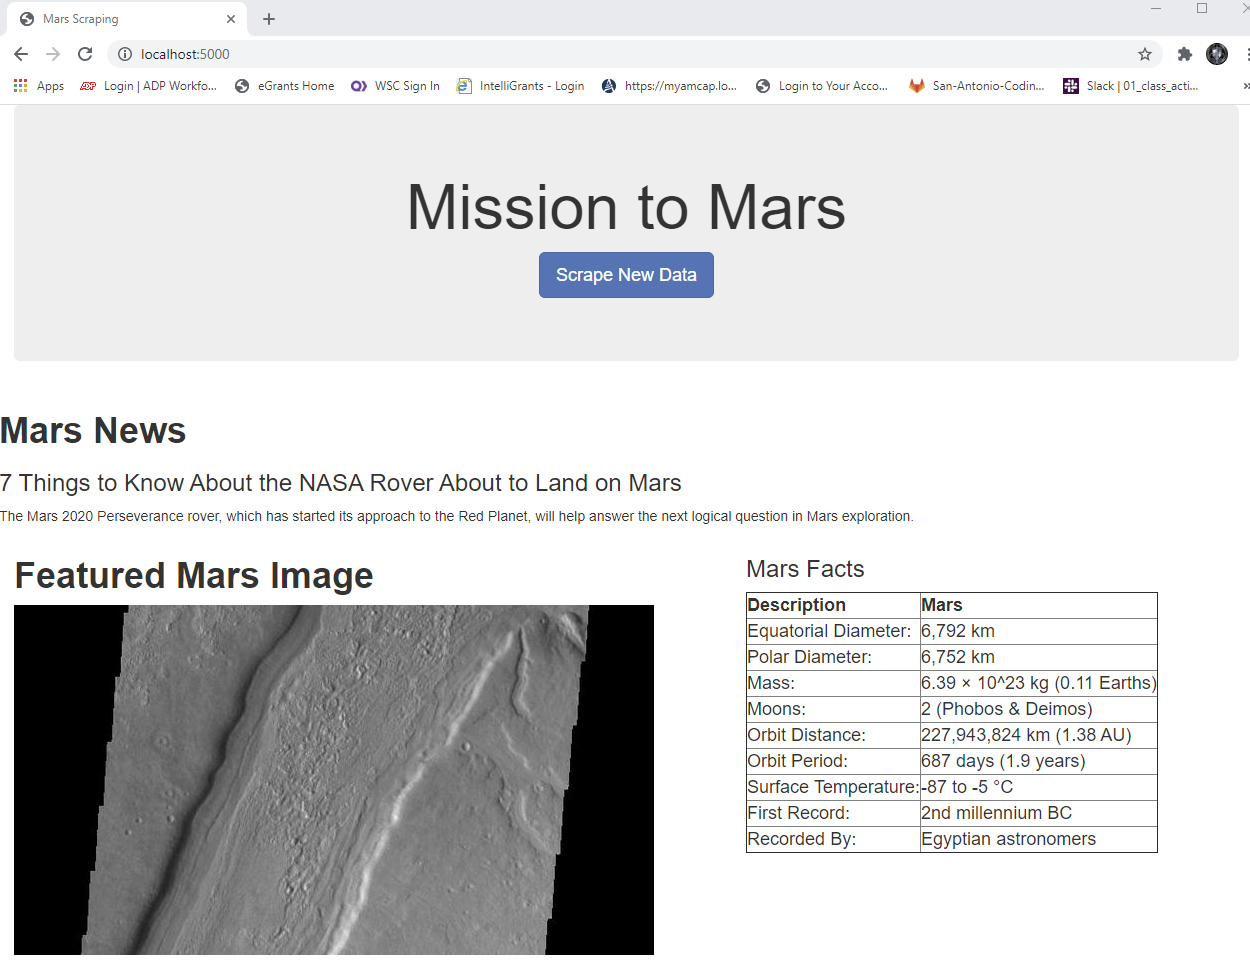 Mars Scraping
localhost:5000
Apps Login | ADP Workfo... eGrants Home WSC Sign In IntelliGrants - Login https://myamcap.lo... Login to Your Acco... San-Antonio-Codin... Slack | 01_class_acti...
Mission to Mars
Scrape New Data
Mars News
7 Things to Know About the NASA Rover About to Land on Mars
The Mars 2020 Perseverance rover, which has started its approach to the Red Planet, will help answer the next logical question in Mars exploration.
Featured Mars Image
Mars Facts
Description Mars
Equatorial Diameter: 6,792 km
Polar Diameter: 6,752 km
Mass: 6.39 × 10^23 kg (0.11 Earths)
Moons: 2 (Phobos & Deimos)
Orbit Distance: 227,943,824 km (1.38 AU)
Orbit Period: 687 days (1.9 years)
Surface Temperature: -87 to -5 °C
First Record: 2nd millennium BC
Recorded By: Egyptian astronomers